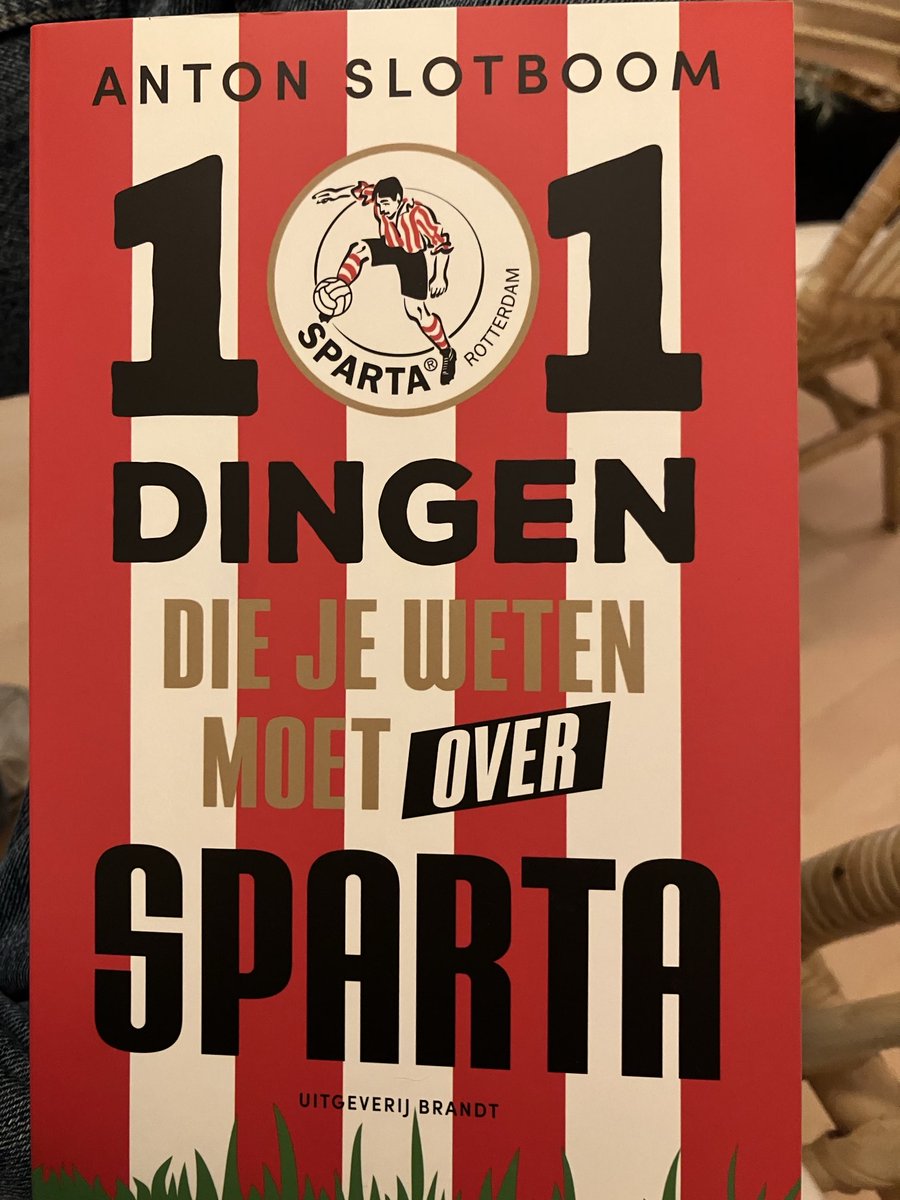 ANTON SLOTBOOM
101
SPARTA®
ROTTERDAM
DINGEN
DIE JE WETEN
MOET OVER
SPARTA
UITGEVERIJ BRANDT